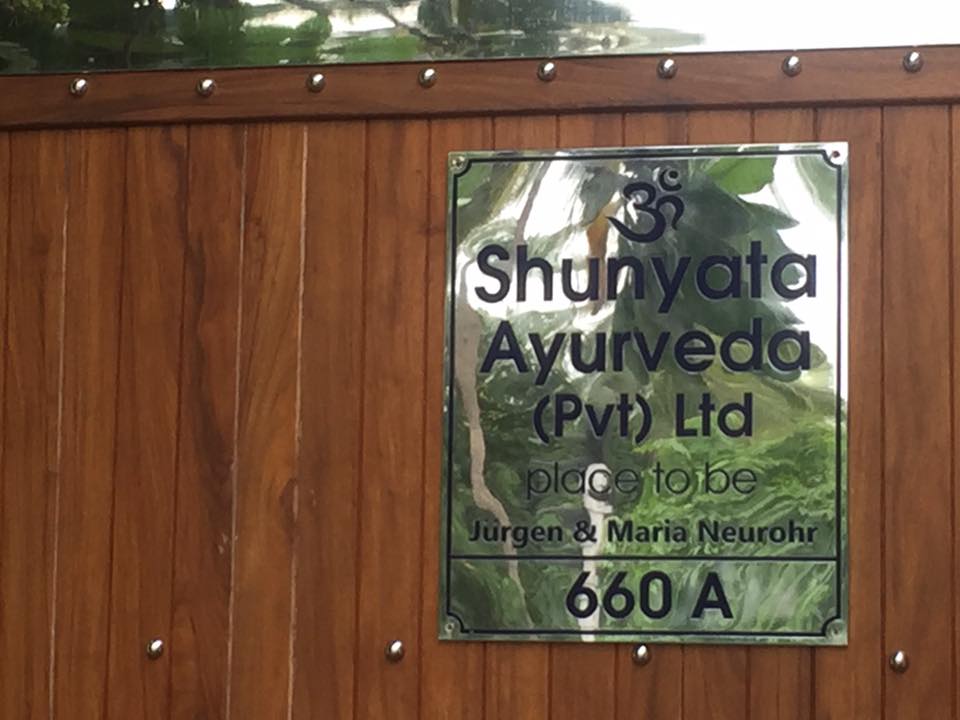 ॐ
Shunyata
Ayurveda
(Pvt) Ltd
place to be
Jürgen & Maria Neurohr
660 A